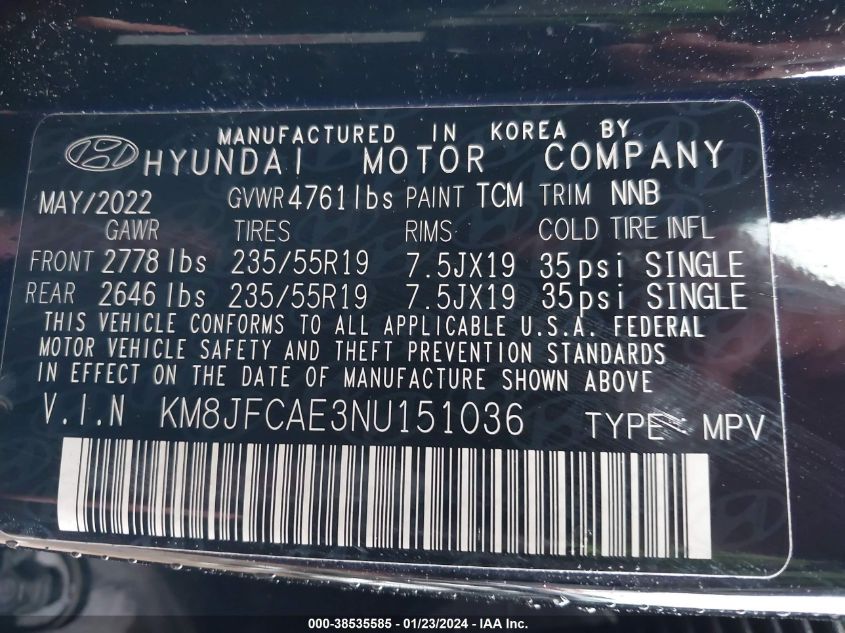 MANUFACTURED IN KOREA BY
HYUNDAI MOTOR COMPANY
MAY/2022 GVWR 4761lbs PAINT TCM TRIM NNB
GAWR TIRES RIMS COLD TIRE INFL
FRONT 2778 lbs 235/55R19 7.5JX19 35psi SINGLE
REAR 2646 lbs 235/55R19 7.5JX19 35psi SINGLE
THIS VEHICLE CONFORMS TO ALL APPLICABLE U.S.A. FEDERAL
MOTOR VEHICLE SAFETY AND THEFT PREVENTION STANDARDS
IN EFFECT ON THE DATE OF MANUFACTURE SHOWN ABOVE
V.I.N KM8JFCAE3NU151036 TYPE MPV
000-38535585 - 01/23/2024 - IAA Inc.